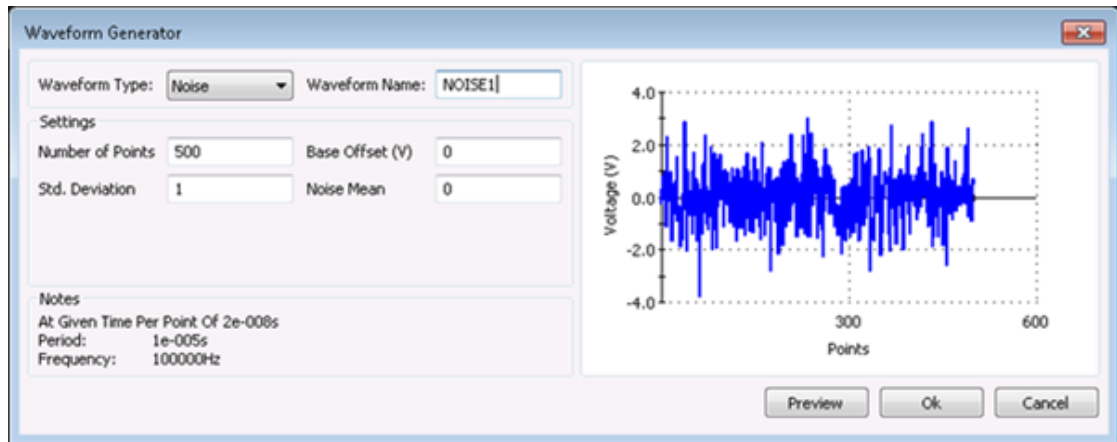 Waveform Generator
Waveform Type: Noise Waveform Name: NOISE1
Settings
Number of Points 500 Base Offset (V) 0
Std. Deviation 1 Noise Mean 0
Notes
At Given Time Per Point Of 2e-008s
Period: 1e-005s
Frequency: 100000Hz
4.0
2.0
0.0
-2.0
-4.0
Voltage (V)
300 600
Points
Preview Ok Cancel